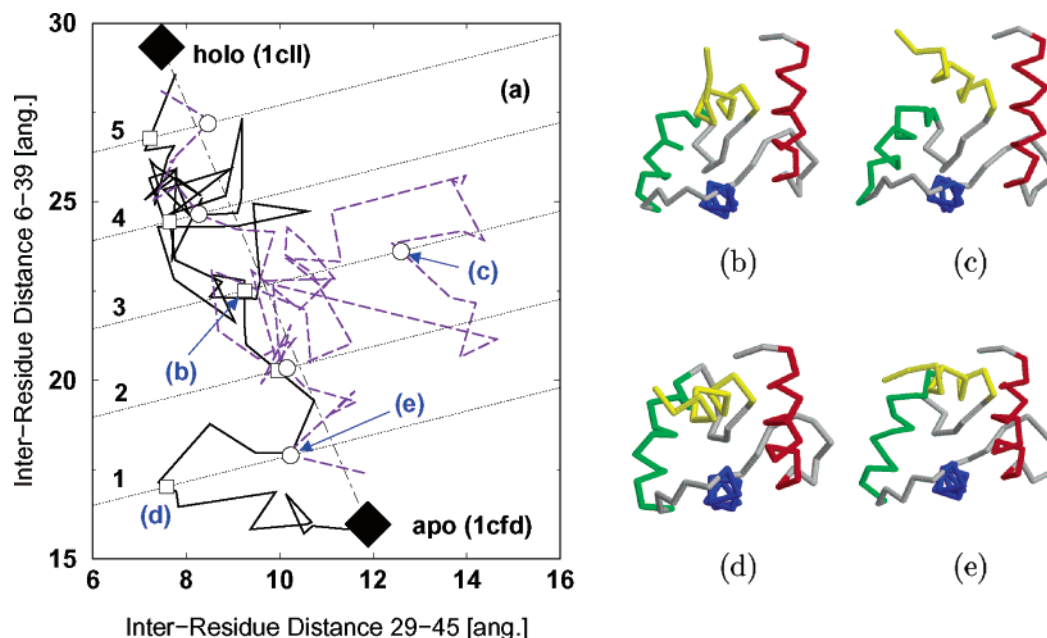 30
holo (1cll)
(a)
5
25
4
(c)
3
20
(b)
2
(e)
1
(d)
apo (1cfd)
15
6 8 10 12 14 16
Inter−Residue Distance 29−45 [ang.]
Inter−Residue Distance 6−39 [ang.]
(b) (c)
(d) (e)